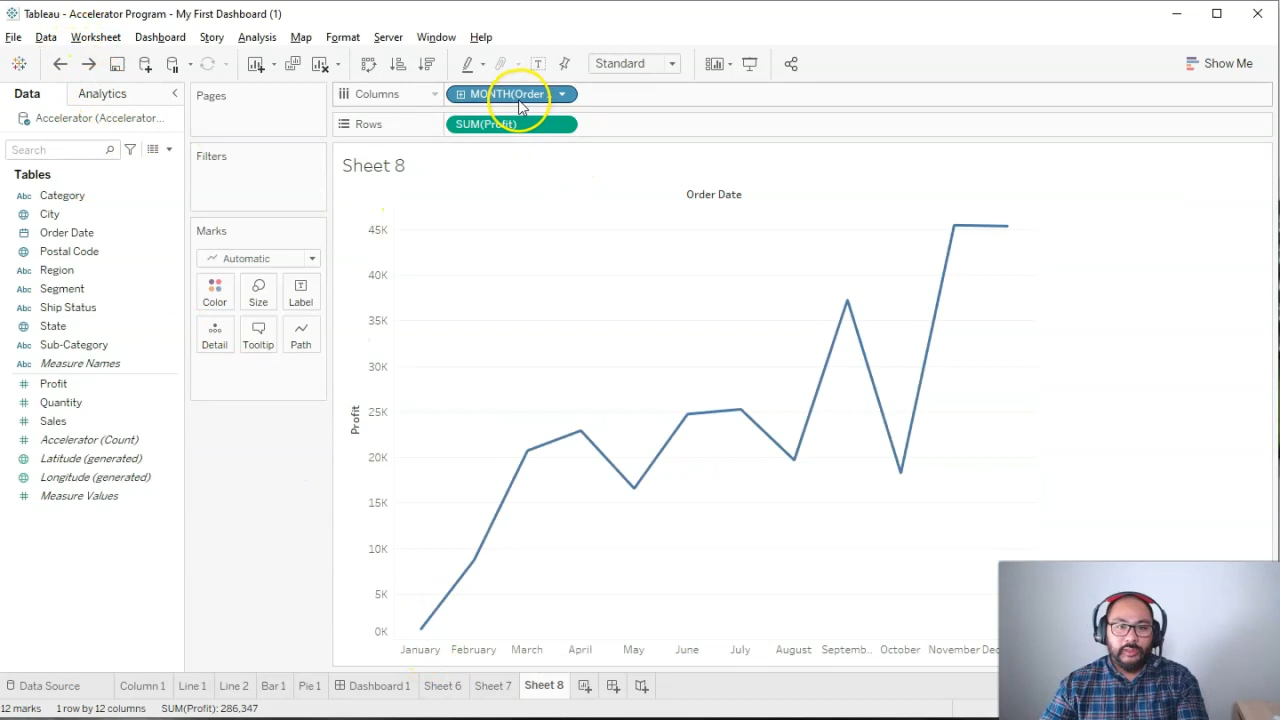 Tableau - Accelerator Program - My First Dashboard (1)
File Data Worksheet Dashboard Story Analysis Map Format Server Window Help
Standard
Show Me
Data Analytics
Accelerator (Accelerator...
Search
Tables
Abc Category
City
Order Date
Postal Code
Abc Region
Abc Segment
Abc Ship Status
State
Abc Sub-Category
Abc Measure Names
Profit
Quantity
Sales
Accelerator (Count)
Latitude (generated)
Longitude (generated)
Measure Values
Pages
Filters
Marks
Automatic
Color Size Label
Detail Tooltip Path
Columns MONTH(Order
Rows SUM(Profit)
Sheet 8
Order Date
Profit
45K
40K
35K
30K
25K
20K
15K
10K
5K
0K
January February March April May June July August Septemb.. October November Dec
Data Source Column 1 Line 1 Line 2 Bar 1 Pie 1 Dashboard 1 Sheet 6 Sheet 7 Sheet 8
12 marks 1 row by 12 columns SUM(Profit): 286,347